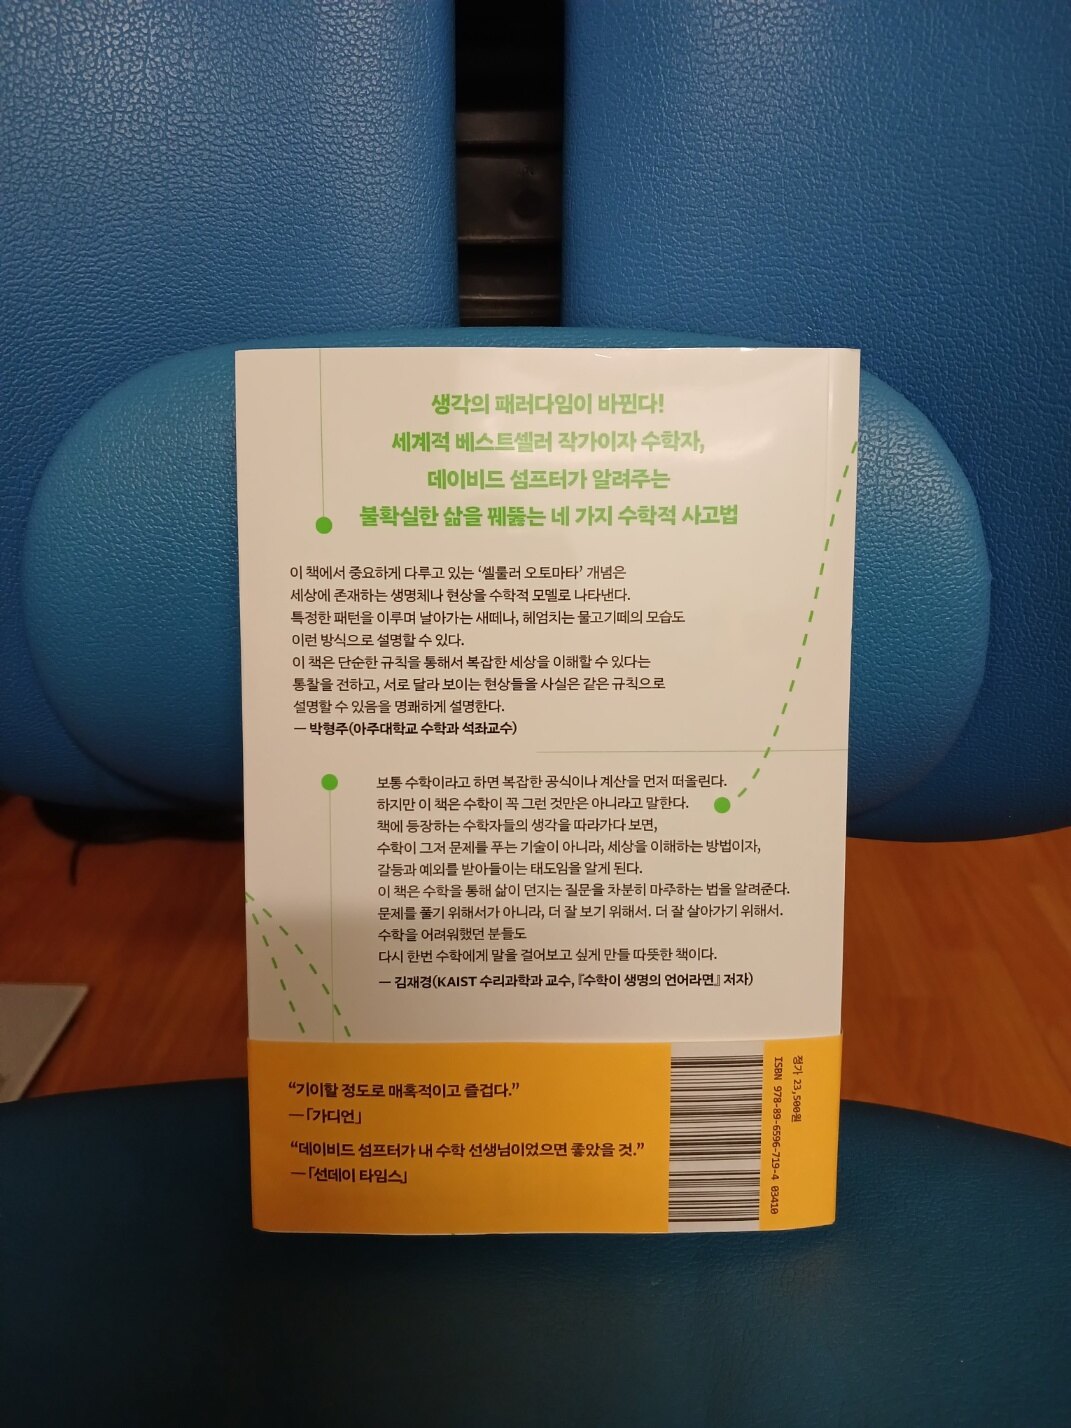 생각의 패러다임이 바뀐다!
세계적 베스트셀러 작가이자 수학자,
데이비드 섬프터가 알려주는
불확실한 삶을 꿰뚫는 네 가지 수학적 사고법
이 책에서 중요하게 다루고 있는 ‘셀룰러 오토마타’ 개념은
세상에 존재하는 생명체나 현상을 수학적 모델로 나타낸다.
특정한 패턴을 이루며 날아가는 새떼나, 헤엄치는 물고기떼의 모습도
이런 방식으로 설명할 수 있다.
이 책은 단순한 규칙을 통해서 복잡한 세상을 이해할 수 있다는
통찰을 전하고, 서로 달라 보이는 현상들을 사실은 같은 규칙으로
설명할 수 있음을 명쾌하게 설명한다.
— 박형주(아주대학교 수학과 석좌교수)
보통 수학이라고 하면 복잡한 공식이나 계산을 먼저 떠올린다.
하지만 이 책은 수학이 꼭 그런 것만은 아니라고 말한다.
책에 등장하는 수학자들의 생각을 따라가다 보면,
수학이 그저 문제를 푸는 기술이 아니라, 세상을 이해하는 방법이자,
갈등과 예외를 받아들이는 태도임을 알게 된다.
이 책은 수학을 통해 삶이 던지는 질문을 차분히 마주하는 법을 알려준다.
문제를 풀기 위해서가 아니라, 더 잘 보기 위해서. 더 잘 살아가기 위해서.
수학을 어려워했던 분들도
다시 한번 수학에게 말을 걸어보고 싶게 만들 따뜻한 책이다.
— 김재경(KAIST 수리과학과 교수, 『수학이 생명의 언어라면』 저자)
“기이할 정도로 매혹적이고 즐겁다.”
—「가디언」
“데이비드 섬프터가 내 수학 선생님이었으면 좋았을 것.”
—「선데이 타임스」
정가 23,500원
ISBN 978-89-6596-719-4 03410